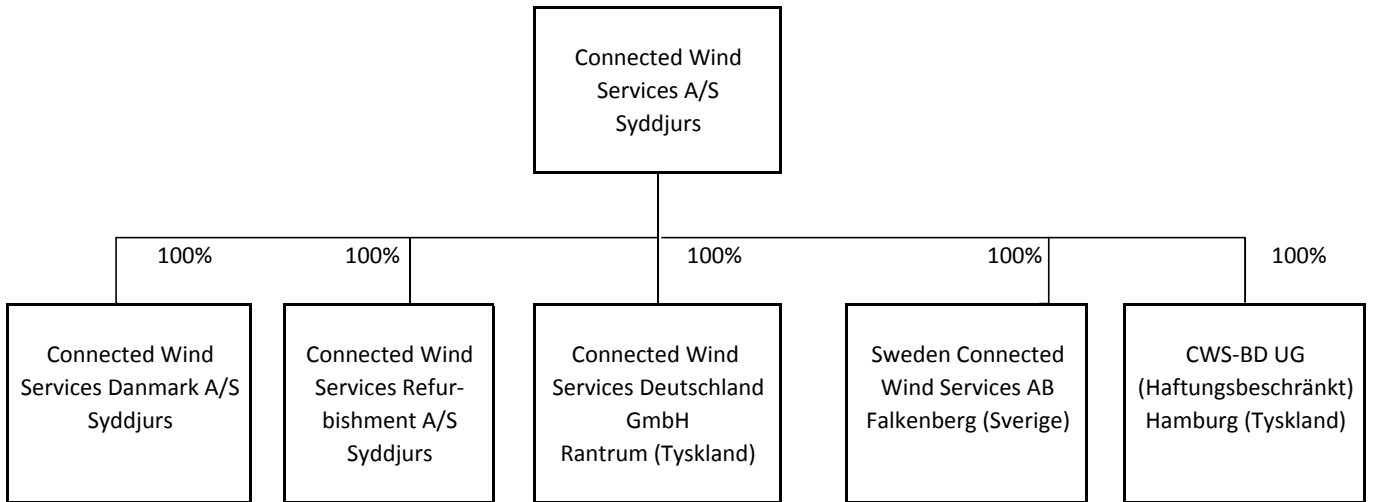 Connected Wind
Services A/S
Syddjurs
100%
100%
100%
100%
100%
Connected Wind
Services Danmark A/S
Syddjurs
Connected Wind
Services Refur-
bishment A/S
Syddjurs
Connected Wind
Services Deutschland
GmbH
Rantrum (Tyskland)
Sweden Connected
Wind Services AB
Falkenberg (Sverige)
CWS-BD UG
(Haftungsbeschränkt)
Hamburg (Tyskland)